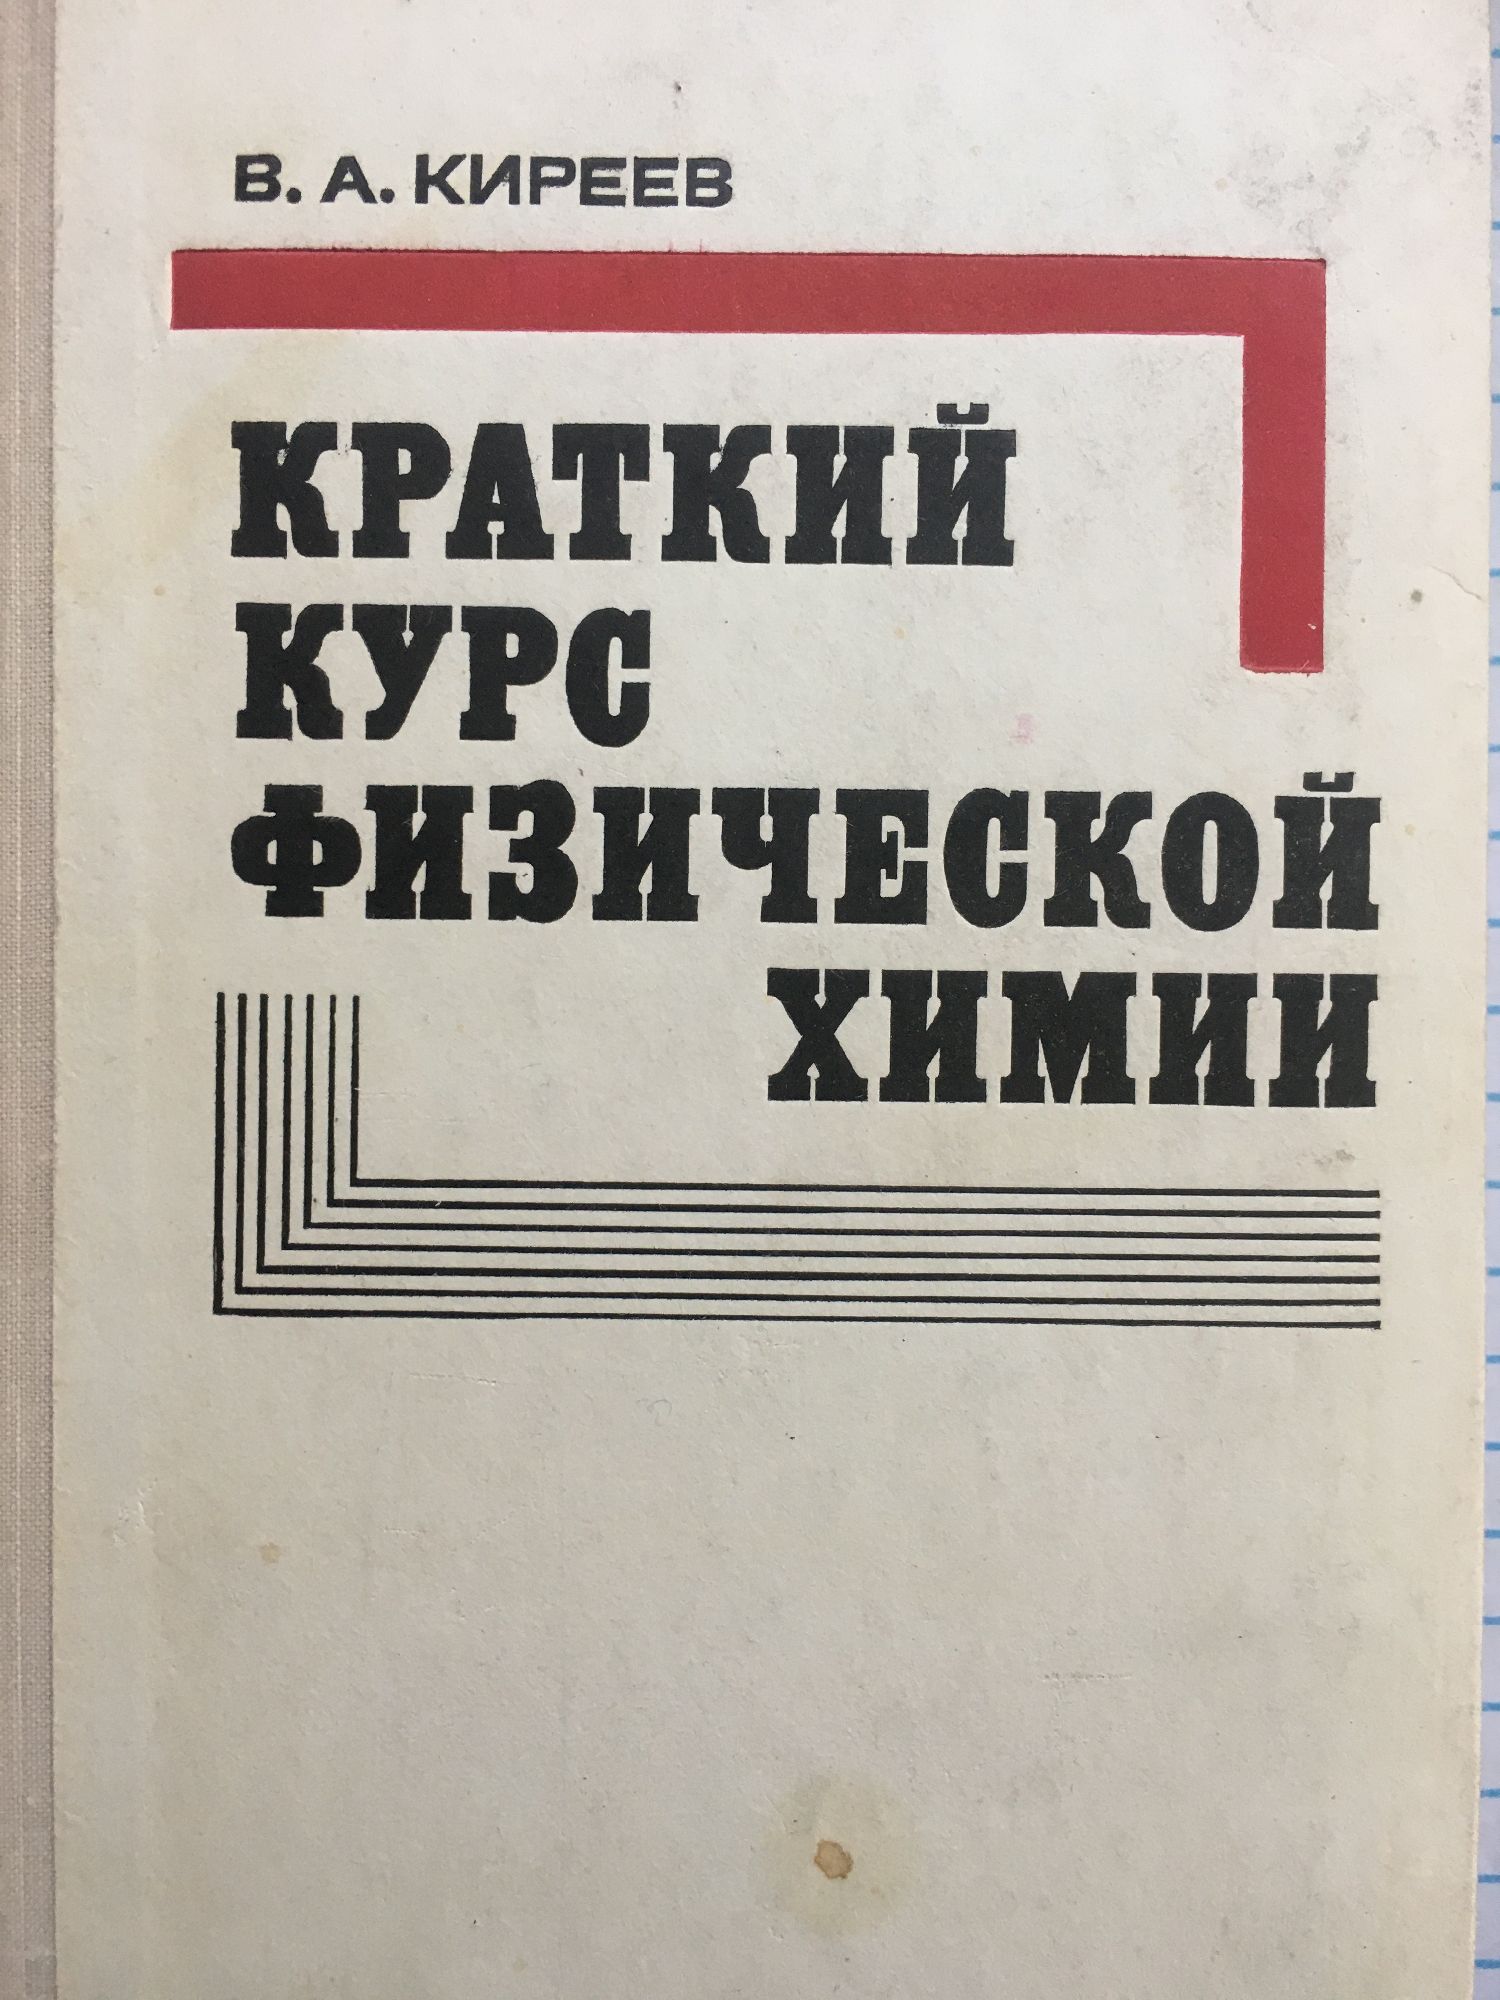 В. А. КИРЕЕВ
КРАТКИЙ
КУРС
ФИЗИЧЕСКОЙ
ХИМИИ